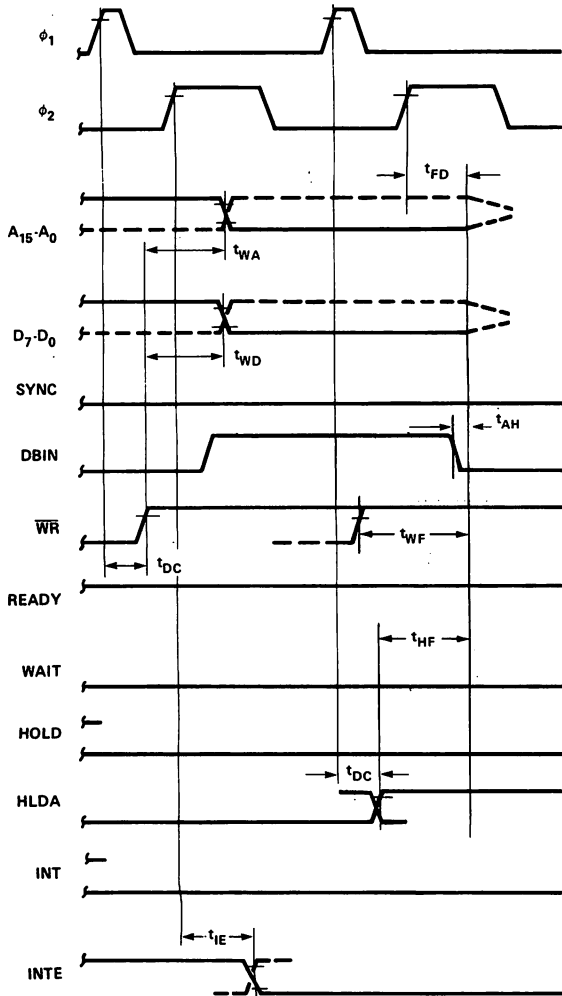 ϕ1
ϕ2
tFD
A15-A0
tWA
D7-D0
tWD
SYNC
tAH
DBIN
WR
tWF
tDC
READY
tHF
WAIT
HOLD
tDC
HLDA
INT
tIE
INTE